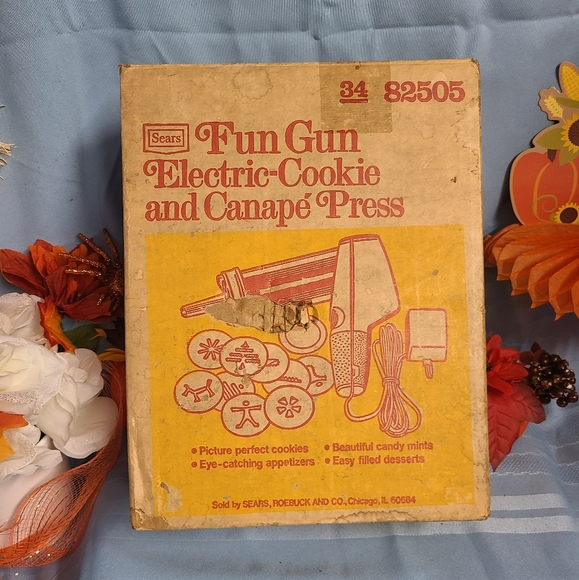 34 82505
Sears
Fun Gun
Electric-Cookie
and Canapé Press
• Picture perfect cookies • Beautiful candy mints
• Eye-catching appetizers • Easy filled desserts
Sold by SEARS, ROEBUCK AND CO., Chicago, IL 60684